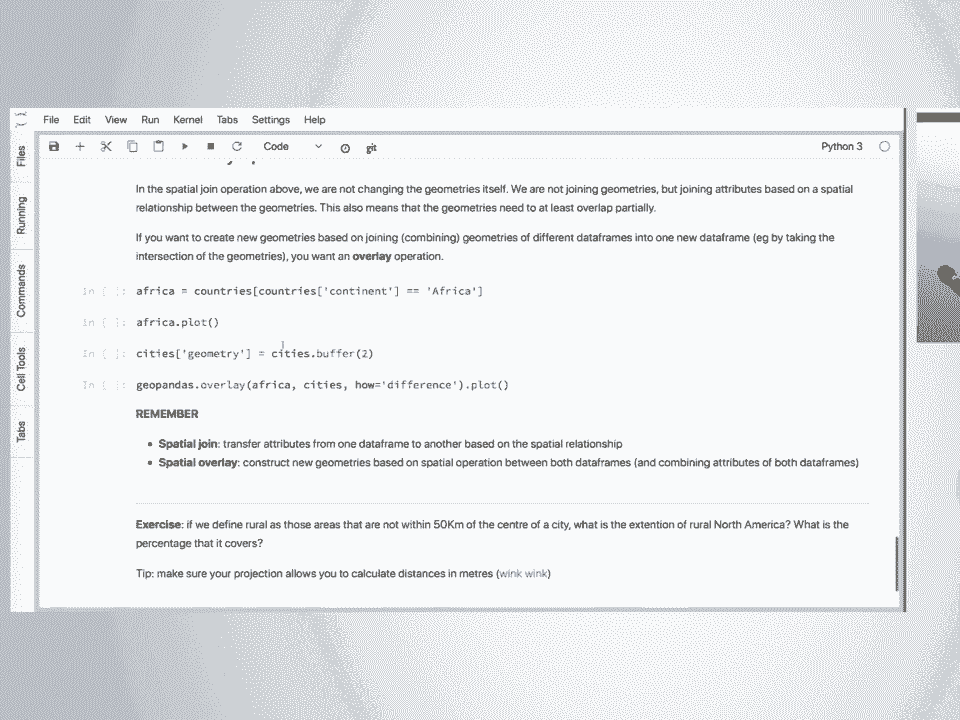 File Edit View Run Kernel Tabs Settings Help
Code
git
Python 3
Files
Running
Commands
Cell Tools
Tabs
In the spatial join operation above, we are not changing the geometries itself. We are not joining geometries, but joining attributes based on a spatial
relationship between the geometries. This also means that the geometries need to at least overlap partially.
If you want to create new geometries based on joining (combining) geometries of different dataframes into one new dataframe (eg by taking the
intersection of the geometries), you want an overlay operation.
In [ ]: africa = countries[countries['continent'] == 'Africa']
In [ ]: africa.plot()
In [ ]: cities['geometry'] = cities.buffer(2)
In [ ]: geopandas.overlay(africa, cities, how='difference').plot()
REMEMBER
• Spatial join: transfer attributes from one dataframe to another based on the spatial relationship
• Spatial overlay: construct new geometries based on spatial operation between both dataframes (and combining attributes of both dataframes)
Exercise: if we define rural as those areas that are not within 50Km of the centre of a city, what is the extention of rural North America? What is the
percentage that it covers?
Tip: make sure your projection allows you to calculate distances in metres (wink wink)